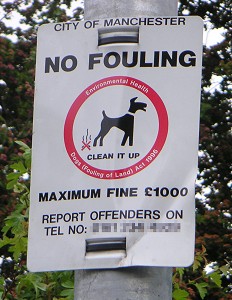 CITY OF MANCHESTER
NO FOULING
Environmental Health
CLEAN IT UP
Dogs (Fouling of Land) Act 1996
MAXIMUM FINE £1000
REPORT OFFENDERS ON
TEL NO: